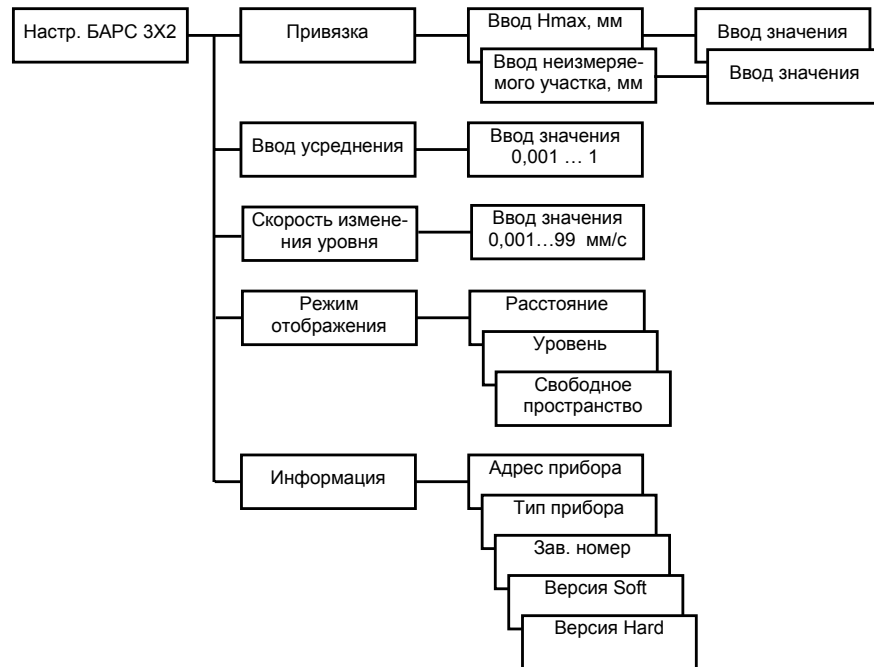 Настр. БАРС 3Х2
Привязка
Ввод Hmax, мм
Ввод значения
Ввод неизмеряе-
мого участка, мм
Ввод значения
Ввод усреднения
Ввод значения
0,001 … 1
Скорость измене-
ния уровня
Ввод значения
0,001…99 мм/с
Режим
отображения
Расстояние
Уровень
Свободное
пространство
Информация
Адрес прибора
Тип прибора
Зав. номер
Версия Soft
Версия Hard